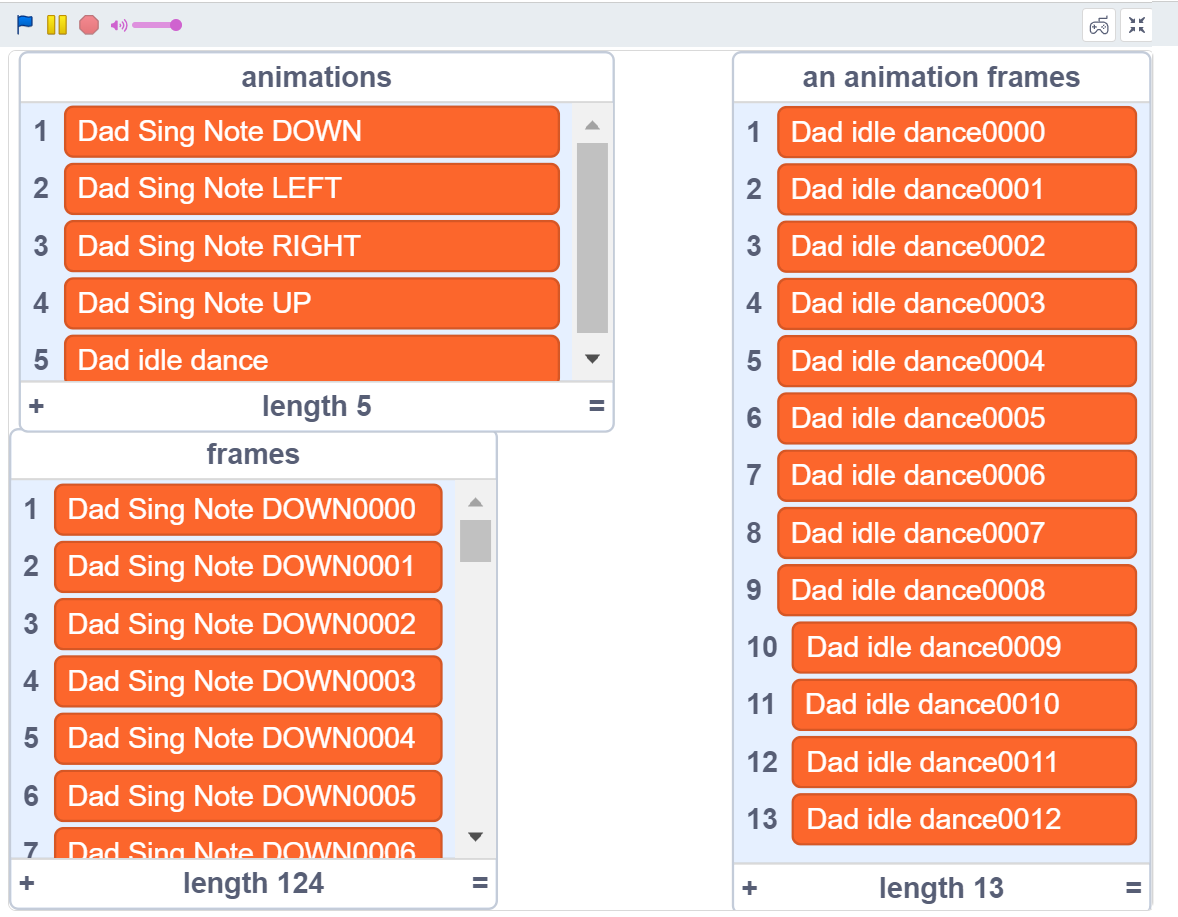 animations
1 Dad Sing Note DOWN
2 Dad Sing Note LEFT
3 Dad Sing Note RIGHT
4 Dad Sing Note UP
5 Dad idle dance
+ length 5 =
frames
1 Dad Sing Note DOWN0000
2 Dad Sing Note DOWN0001
3 Dad Sing Note DOWN0002
4 Dad Sing Note DOWN0003
5 Dad Sing Note DOWN0004
6 Dad Sing Note DOWN0005
7 Dad Sing Note DOWN0006
+ length 124 =
an animation frames
1 Dad idle dance0000
2 Dad idle dance0001
3 Dad idle dance0002
4 Dad idle dance0003
5 Dad idle dance0004
6 Dad idle dance0005
7 Dad idle dance0006
8 Dad idle dance0007
9 Dad idle dance0008
10 Dad idle dance0009
11 Dad idle dance0010
12 Dad idle dance0011
13 Dad idle dance0012
+ length 13 =